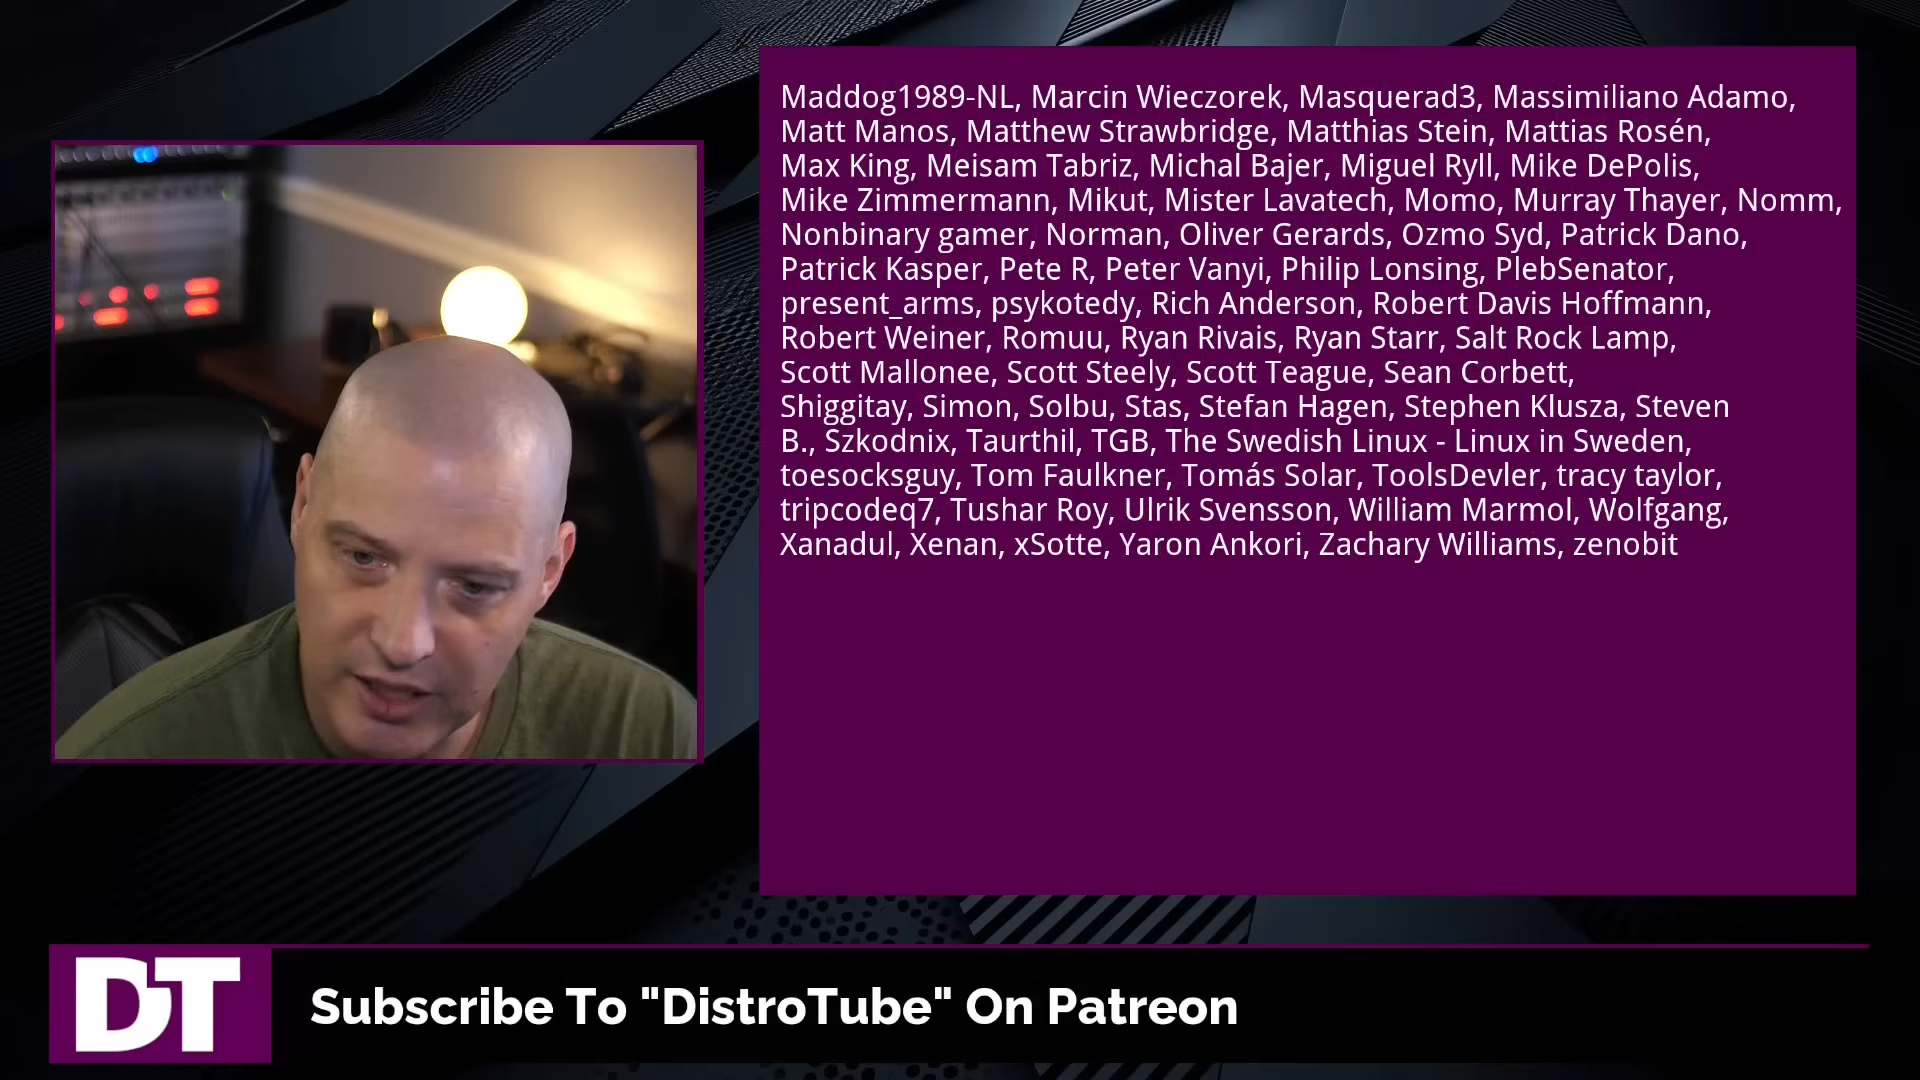 Maddog1989-NL, Marcin Wieczorek, Masquerad3, Massimiliano Adamo,
Matt Manos, Matthew Strawbridge, Matthias Stein, Mattias Rosén,
Max King, Meisam Tabriz, Michal Bajer, Miguel Ryll, Mike DePolis,
Mike Zimmermann, Mikut, Mister Lavatech, Momo, Murray Thayer, Nomm,
Nonbinary gamer, Norman, Oliver Gerards, Ozmo Syd, Patrick Dano,
Patrick Kasper, Pete R, Peter Vanyi, Philip Lonsing, PlebSenator,
present_arms, psykotedy, Rich Anderson, Robert Davis Hoffmann,
Robert Weiner, Romuu, Ryan Rivais, Ryan Starr, Salt Rock Lamp,
Scott Mallonee, Scott Steely, Scott Teague, Sean Corbett,
Shiggitay, Simon, Solbu, Stas, Stefan Hagen, Stephen Klusza, Steven
B., Szkodnix, Taurthil, TGB, The Swedish Linux - Linux in Sweden,
toesocksguy, Tom Faulkner, Tomás Solar, ToolsDevler, tracy taylor,
tripcodeq7, Tushar Roy, Ulrik Svensson, William Marmol, Wolfgang,
Xanadul, Xenan, xSotte, Yaron Ankori, Zachary Williams, zenobit
DT
Subscribe To "DistroTube" On Patreon